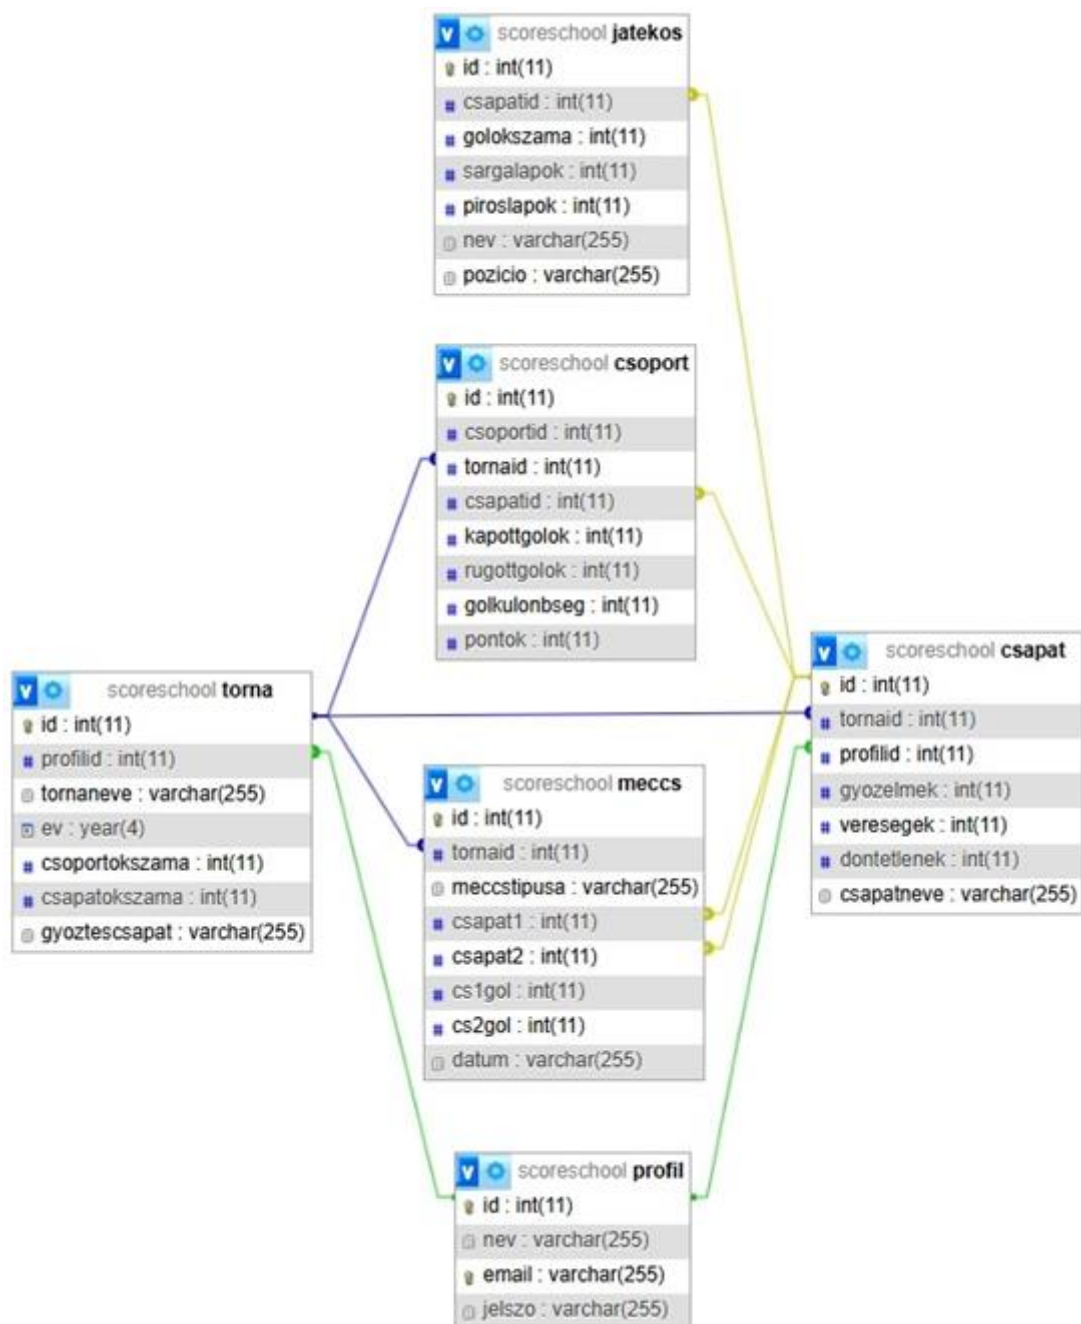 scoreschool jatekos
id : int(11)
csapatid : int(11)
golokszama : int(11)
sargalapok : int(11)
piroslapok : int(11)
nev : varchar(255)
pozicio : varchar(255)
scoreschool csoport
id : int(11)
csoportid : int(11)
tornaid : int(11)
csapatid : int(11)
kapottgolok : int(11)
rugottgolok : int(11)
golkulonbseg : int(11)
pontok : int(11)
scoreschool torna
id : int(11)
profilid : int(11)
tornaneve : varchar(255)
ev : year(4)
csoportokszama : int(11)
csapatokszama : int(11)
gyoztescsapat : varchar(255)
scoreschool meccs
id : int(11)
tornaid : int(11)
meccstipusa : varchar(255)
csapat1 : int(11)
csapat2 : int(11)
cs1gol : int(11)
cs2gol : int(11)
datum : varchar(255)
scoreschool csapat
id : int(11)
tornaid : int(11)
profilid : int(11)
gyozelmek : int(11)
veresegek : int(11)
dontetlenek : int(11)
csapatneve : varchar(255)
scoreschool profil
id : int(11)
nev : varchar(255)
email : varchar(255)
jelszo : varchar(255)